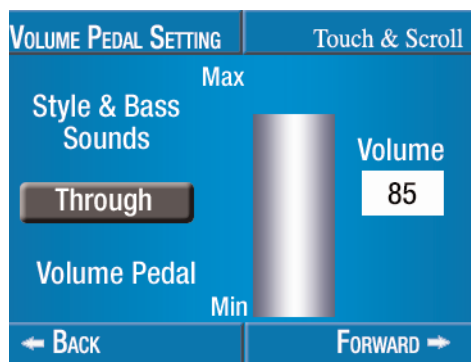 VOLUME PEDAL SETTING
Touch & Scroll
Max
Style & Bass
Sounds
Volume
85
Through
Volume Pedal
Min
← BACK
FORWARD →